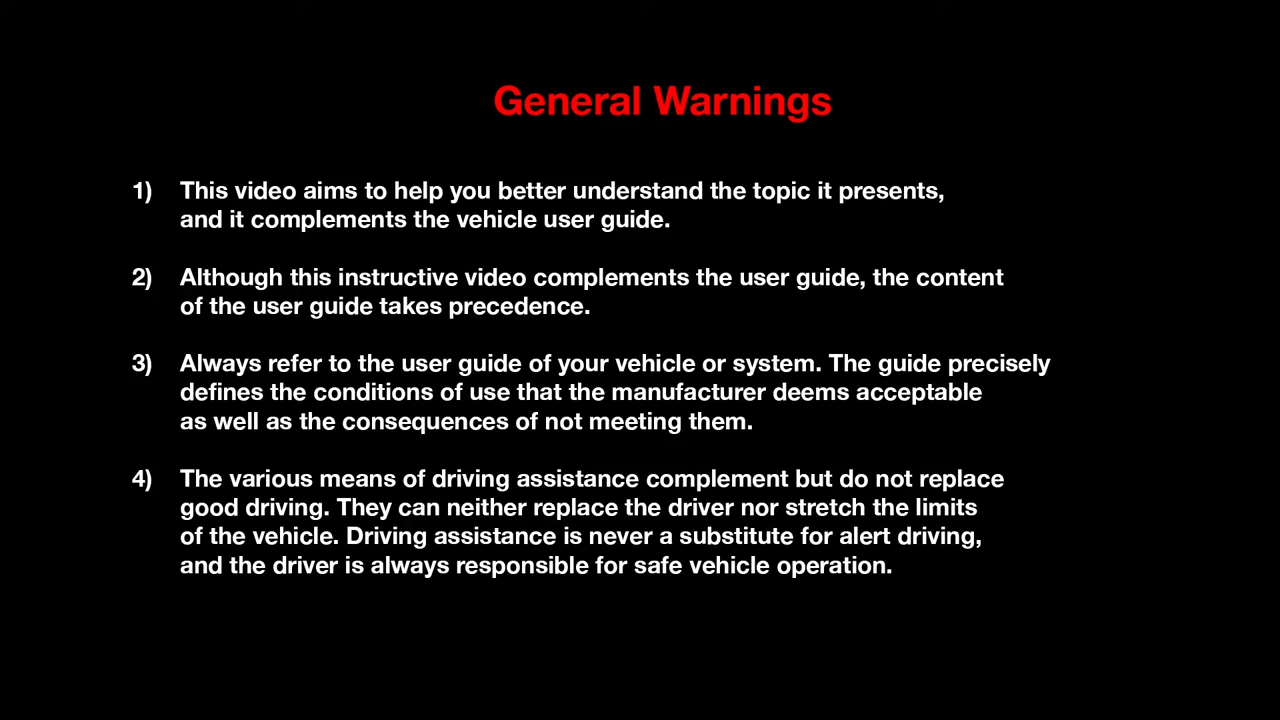 General Warnings
1) This video aims to help you better understand the topic it presents,
and it complements the vehicle user guide.
2) Although this instructive video complements the user guide, the content
of the user guide takes precedence.
3) Always refer to the user guide of your vehicle or system. The guide precisely
defines the conditions of use that the manufacturer deems acceptable
as well as the consequences of not meeting them.
4) The various means of driving assistance complement but do not replace
good driving. They can neither replace the driver nor stretch the limits
of the vehicle. Driving assistance is never a substitute for alert driving,
and the driver is always responsible for safe vehicle operation.